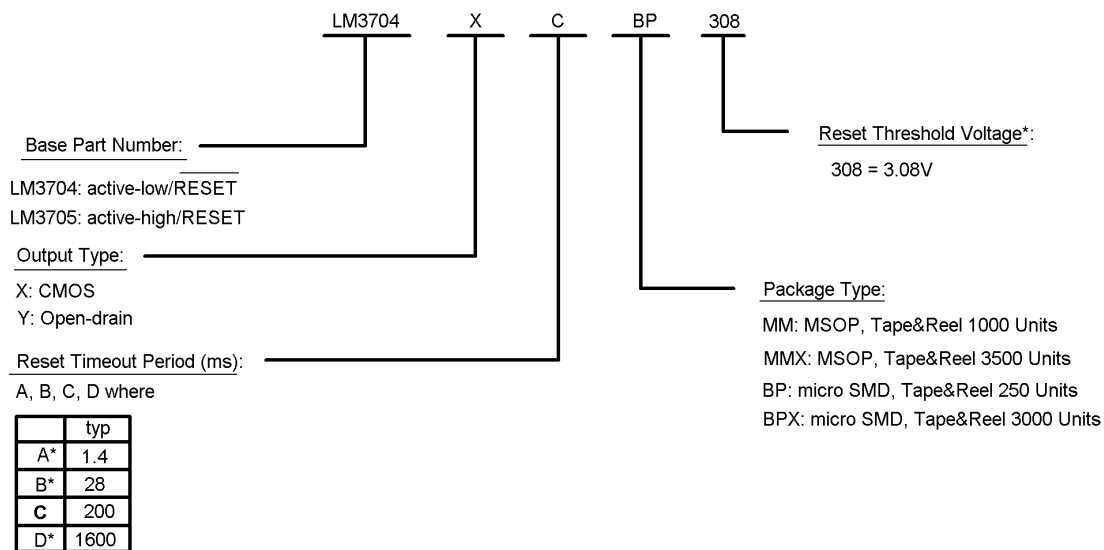 LM3704 X C BP 308
Base Part Number:
LM3704: active-low/RESET
LM3705: active-high/RESET
Output Type:
X: CMOS
Y: Open-drain
Reset Timeout Period (ms):
A, B, C, D where
typ
A* 1.4
B* 28
C 200
D* 1600
Reset Threshold Voltage*:
308 = 3.08V
Package Type:
MM: MSOP, Tape&Reel 1000 Units
MMX: MSOP, Tape&Reel 3500 Units
BP: micro SMD, Tape&Reel 250 Units
BPX: micro SMD, Tape&Reel 3000 Units